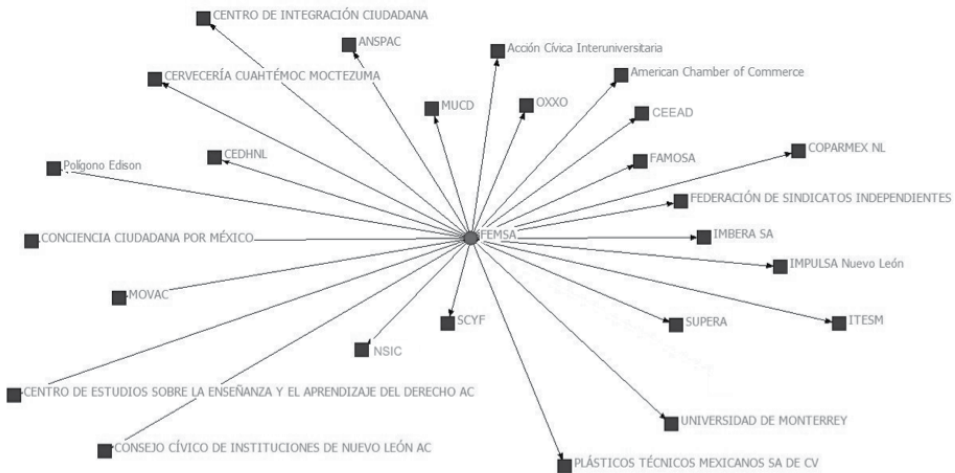 CENTRO DE INTEGRACIÓN CIUDADANA
ANSPAC
Acción Cívica Interuniversitaria
CERVECERÍA CUAHTÉMOC MOCTEZUMA
American Chamber of Commerce
MUCD
OXXO
CEEAD
CEDHNL
COPARMEX NL
Polígono Edison
FAMOSA
FEDERACIÓN DE SINDICATOS INDEPENDIENTES
CONCIENCIA CIUDADANA POR MÉXICO
FEMSA
IMBERA SA
IMPULSA Nuevo León
MOVAC
SCYF
SUPERA
ITESM
NSIC
CENTRO DE ESTUDIOS SOBRE LA ENSEÑANZA Y EL APRENDIZAJE DEL DERECHO AC
UNIVERSIDAD DE MONTERREY
CONSEJO CÍVICO DE INSTITUCIONES DE NUEVO LEÓN AC
PLÁSTICOS TÉCNICOS MEXICANOS SA DE CV